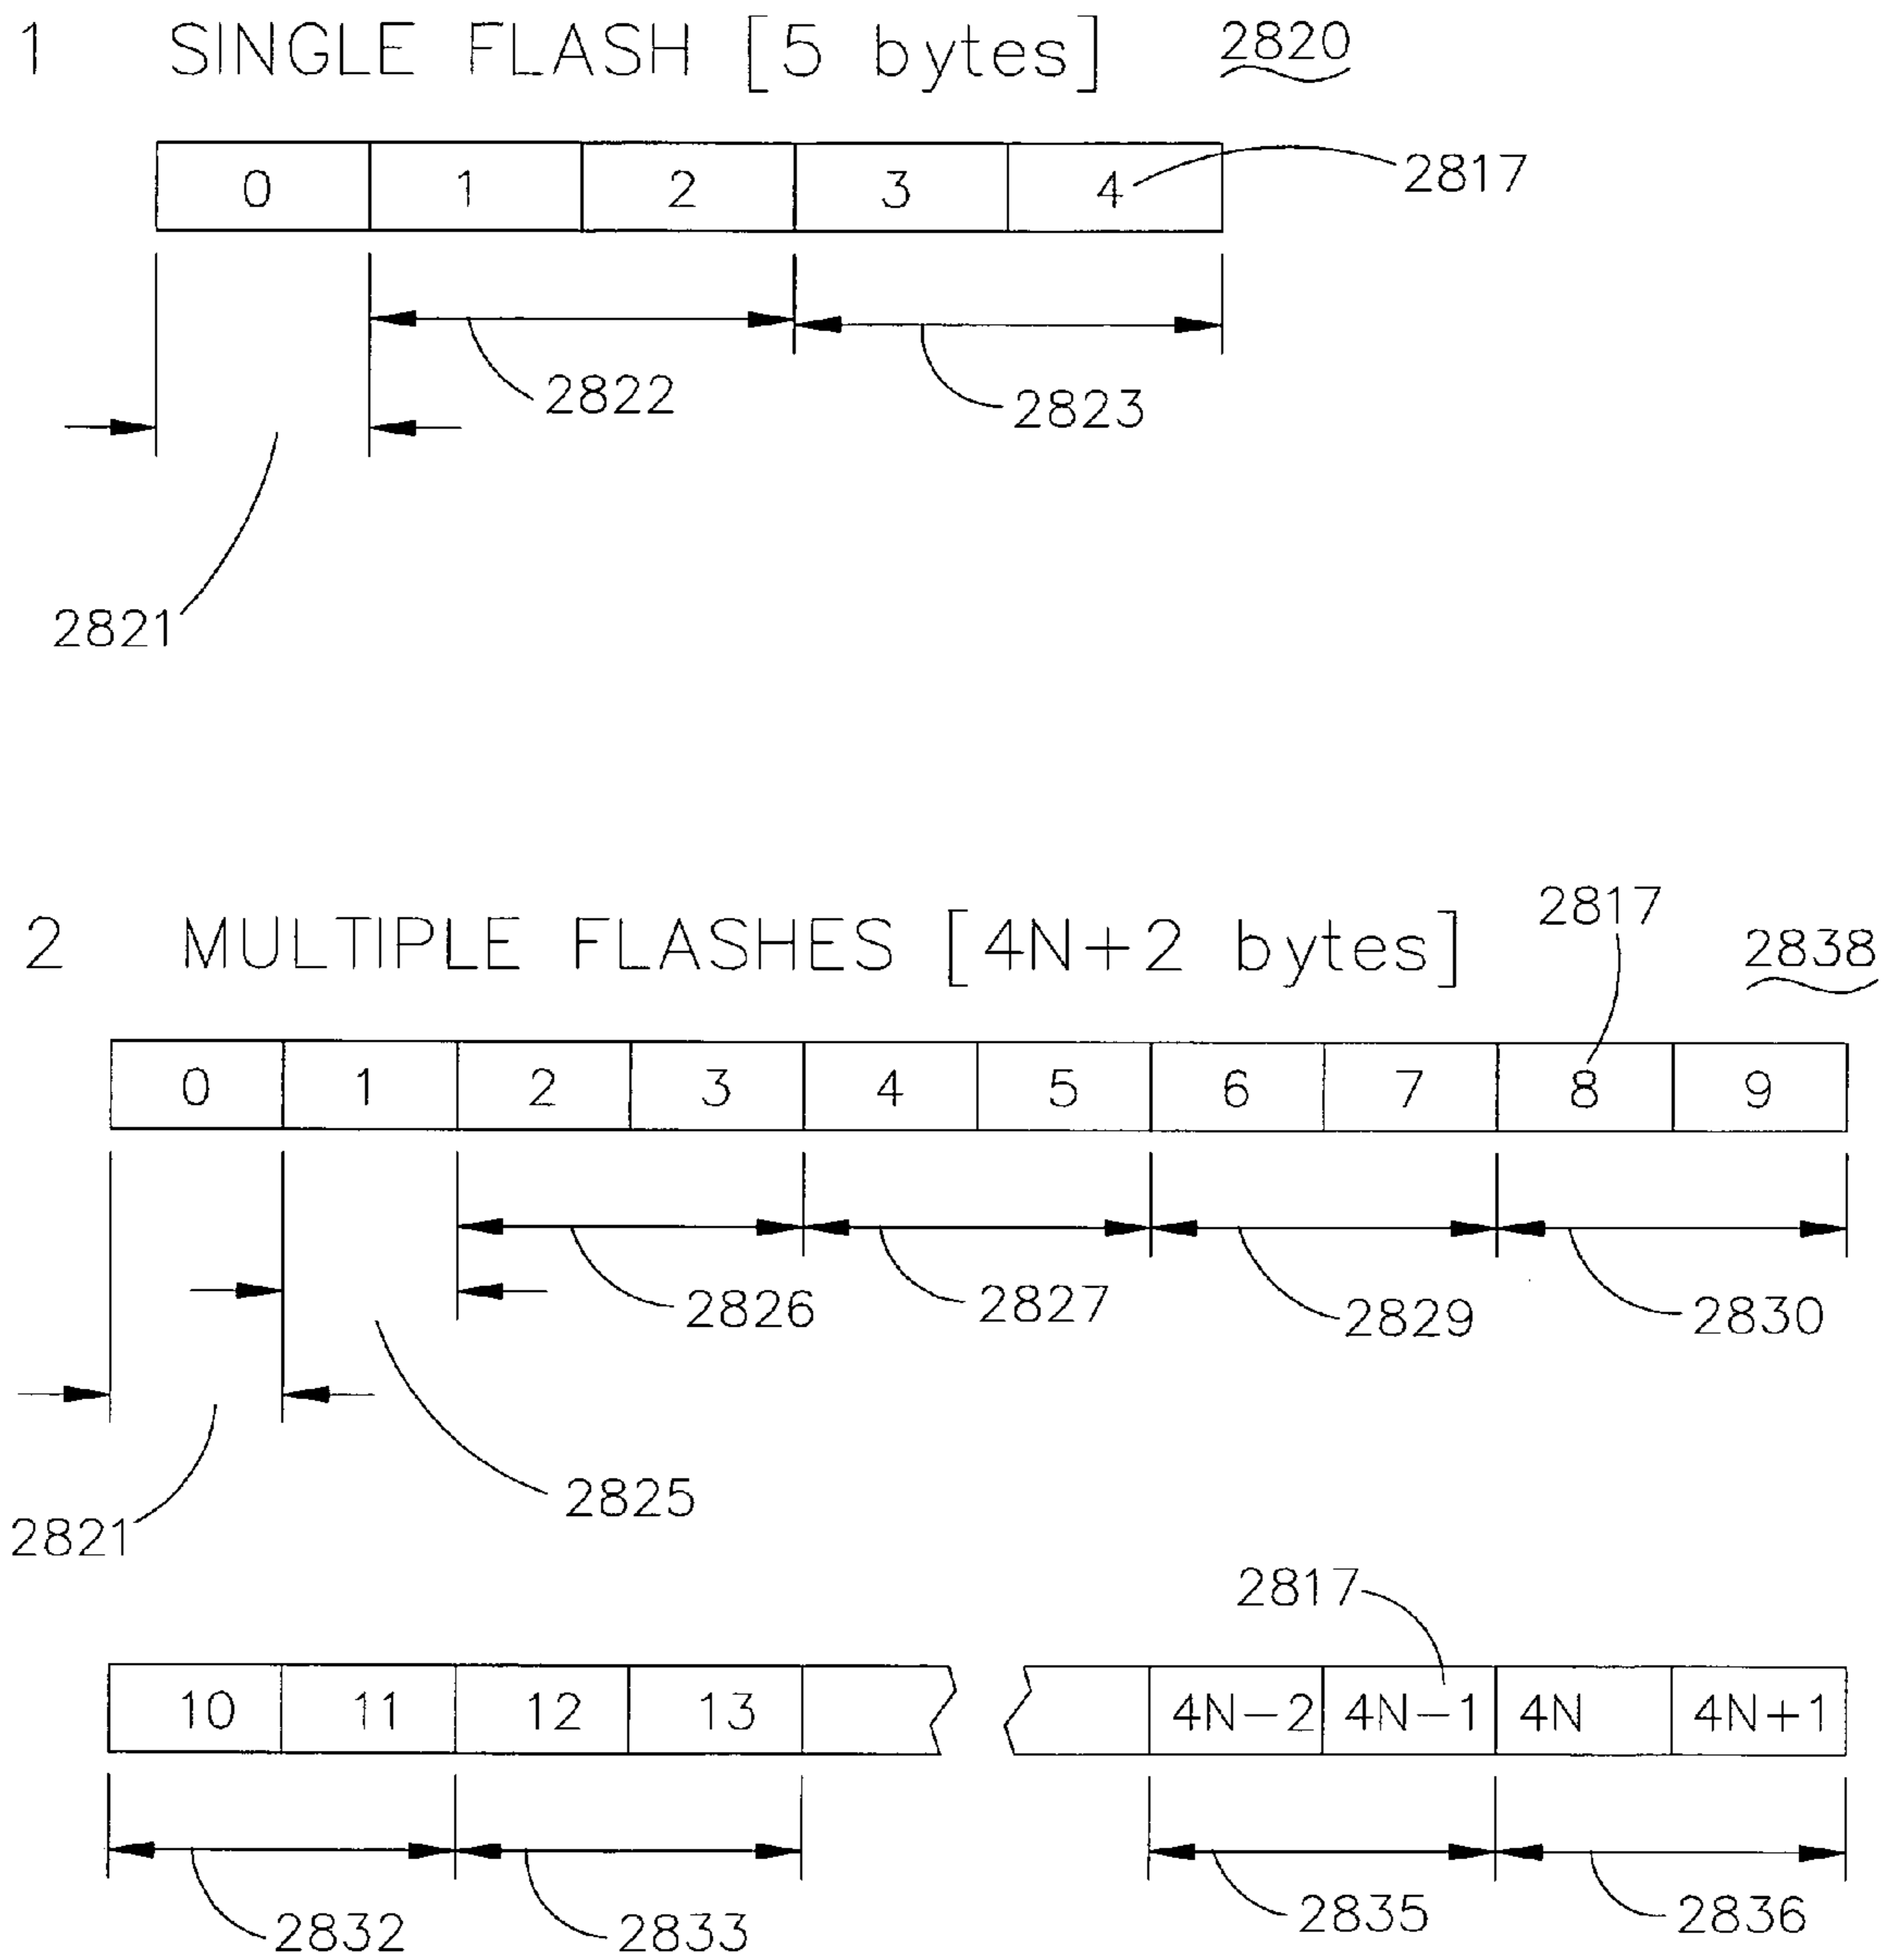 1 SINGLE FLASH [5 bytes] 2820
0 1 2 3 4 2817
2822 2823
2821
2 MULTIPLE FLASHES [4N+2 bytes] 2817 2838
0 1 2 3 4 5 6 7 8 9
2826 2827 2829 2830
2825
2821
2817
10 11 12 13 4N-2 4N-1 4N 4N+1
2832 2833 2835 2836